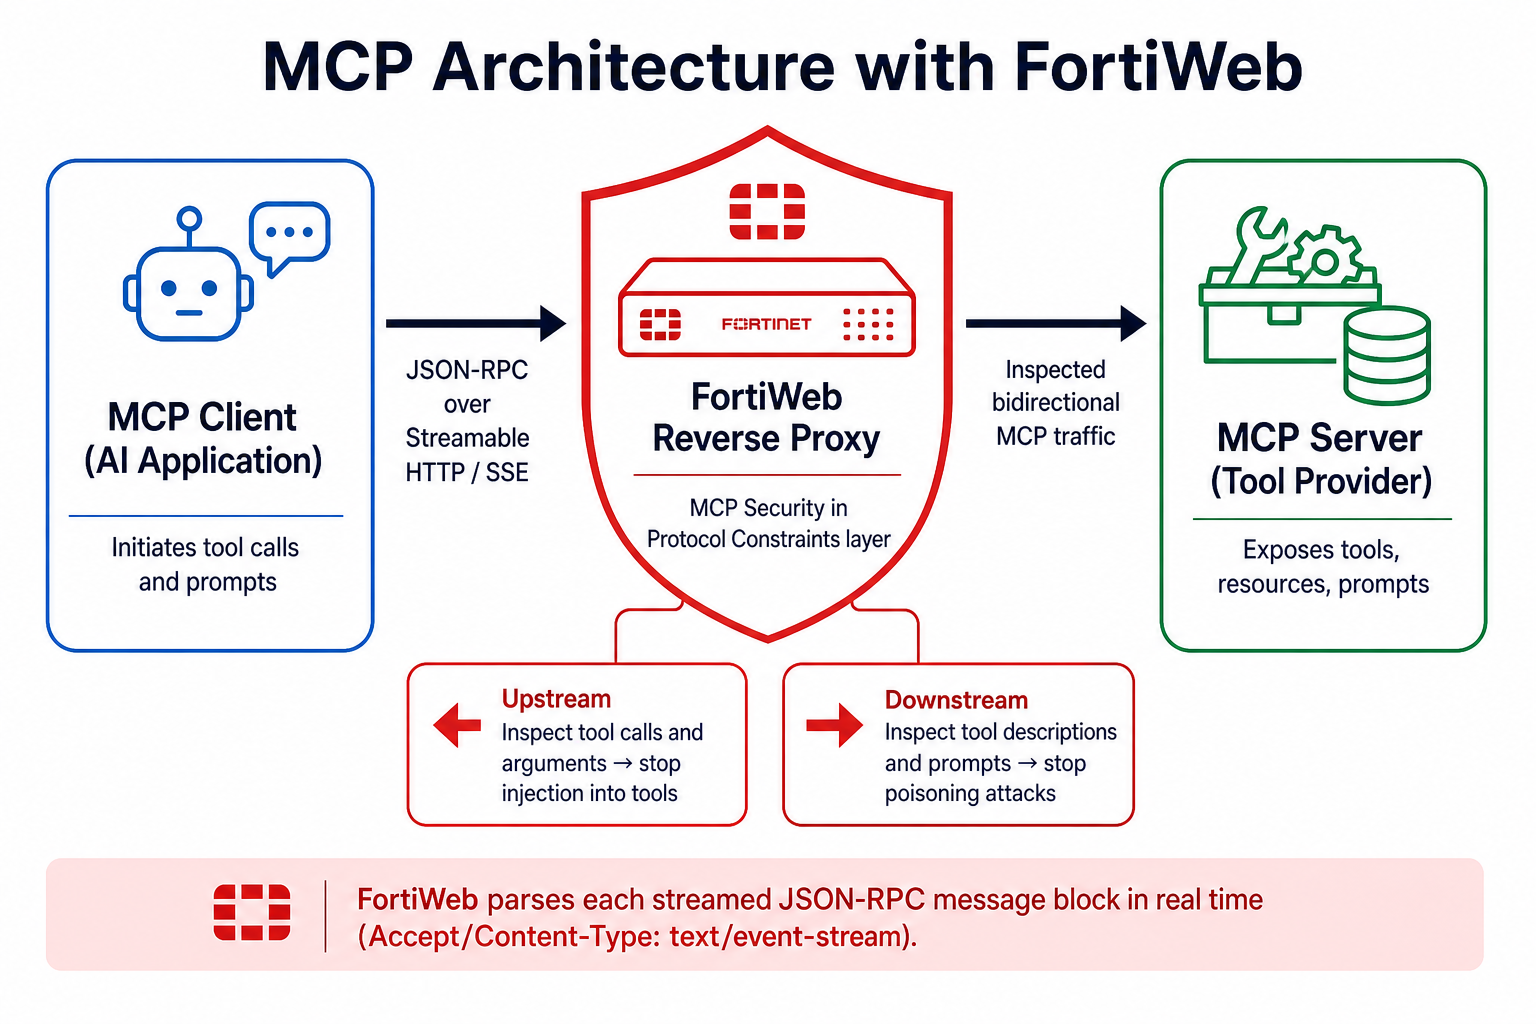 MCP Architecture with FortiWeb
MCP Client
(AI Application)
Initiates tool calls
and prompts
JSON-RPC
over
Streamable
HTTP / SSE
FORTINET
FortiWeb
Reverse Proxy
MCP Security in
Protocol Constraints layer
Inspected
bidirectional
MCP traffic
MCP Server
(Tool Provider)
Exposes tools,
resources, prompts
Upstream
Inspect tool calls and
arguments → stop
injection into tools
Downstream
Inspect tool descriptions
and prompts → stop
poisoning attacks
FortiWeb parses each streamed JSON-RPC message block in real time
(Accept/Content-Type: text/event-stream).